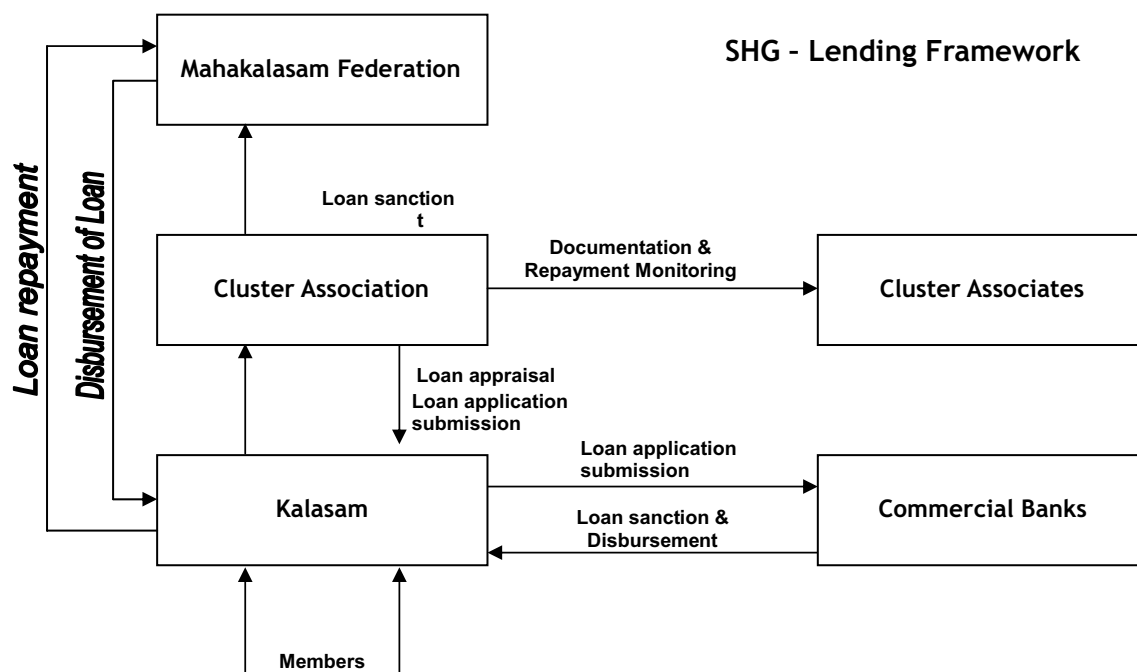 SHG – Lending Framework
Mahakalasam Federation
Loan repayment
Disbursement of Loan
Loan sanction
t
Documentation &
Repayment Monitoring
Cluster Association
Cluster Associates
Loan appraisal
Loan application
submission
Loan application
submission
Kalasam
Commercial Banks
Loan sanction &
Disbursement
Members